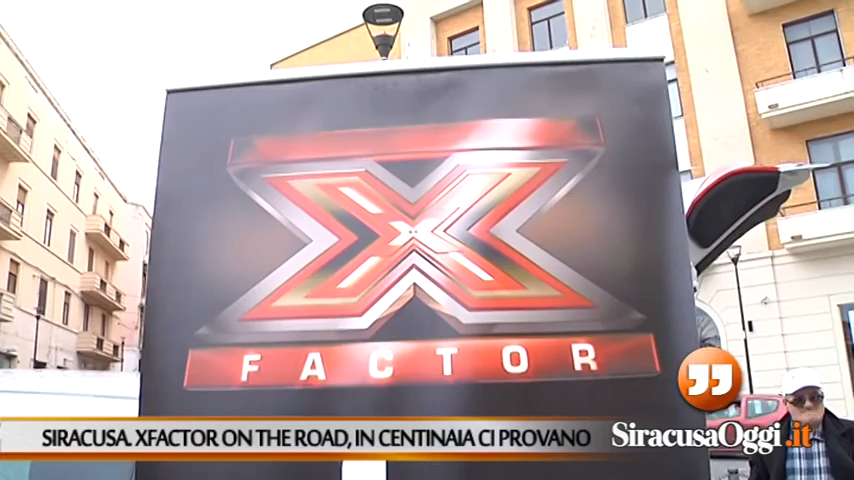 X
FACTOR
SIRACUSA. XFACTOR ON THE ROAD, IN CENTINAIA CI PROVANO
SiracusaOggi.it